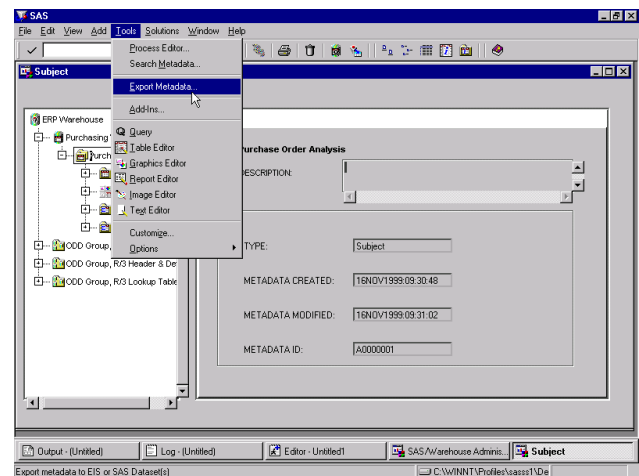 SAS
File Edit View Add Tools Solutions Window Help
Process Editor...
Search Metadata...
Export Metadata...
Add-Ins...
Query
Table Editor
Graphics Editor
Report Editor
Image Editor
Text Editor
Customize...
Options
Subject
ERP Warehouse
Purchasing
Purch
ODD Group,
ODD Group, R/3 Header & De
ODD Group, R/3 Lookup Table
urchase Order Analysis
DESCRIPTION:
TYPE:
Subject
METADATA CREATED:
16NOV1999:09:30:48
METADATA MODIFIED:
16NOV1999:09:31:02
METADATA ID:
A0000001
Output - (Untitled)
Log - (Untitled)
Editor - Untitled1
SAS/Warehouse Adminis...
Subject
Export metadata to EIS or SAS Dataset(s)
C:\WINNT\Profiles\sasss1\De